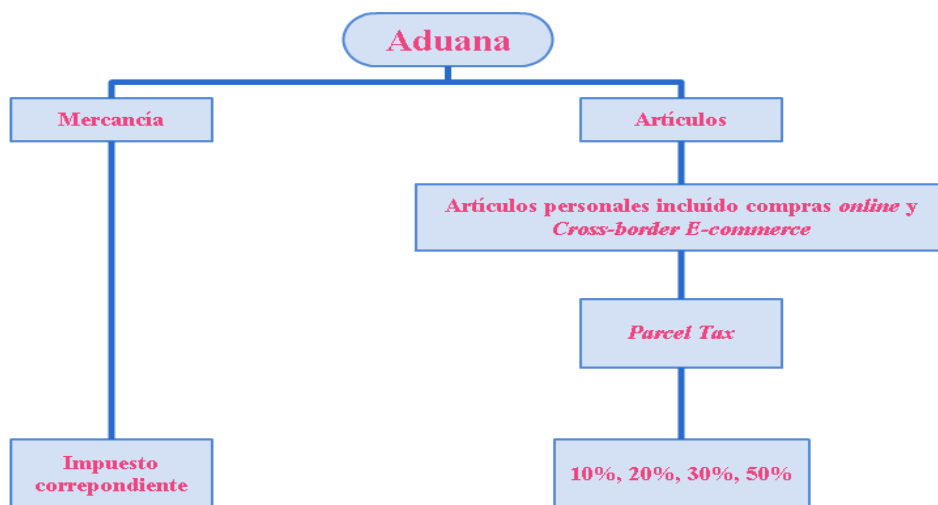 Aduana
Mercancía
Artículos
Artículos personales incluído compras online y
Cross-border E-commerce
Parcel Tax
Impuesto
correpondiente
10%, 20%, 30%, 50%